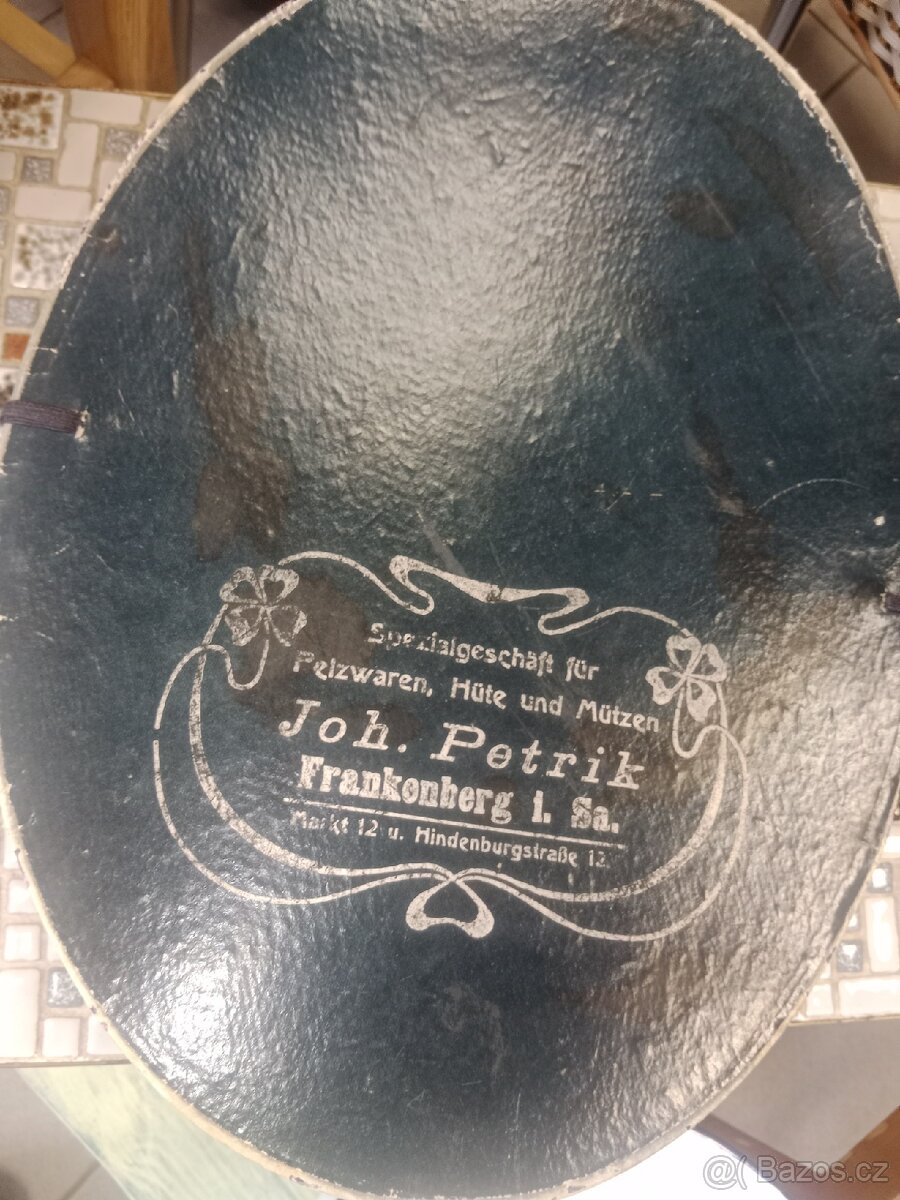 Spezialgeschäft für
Pelzwaren, Hüte und Mützen
Joh. Petrik
Frankenberg i. Sa.
Markt 12 u. Hindenburgstraße 12
@( Bazos.cz